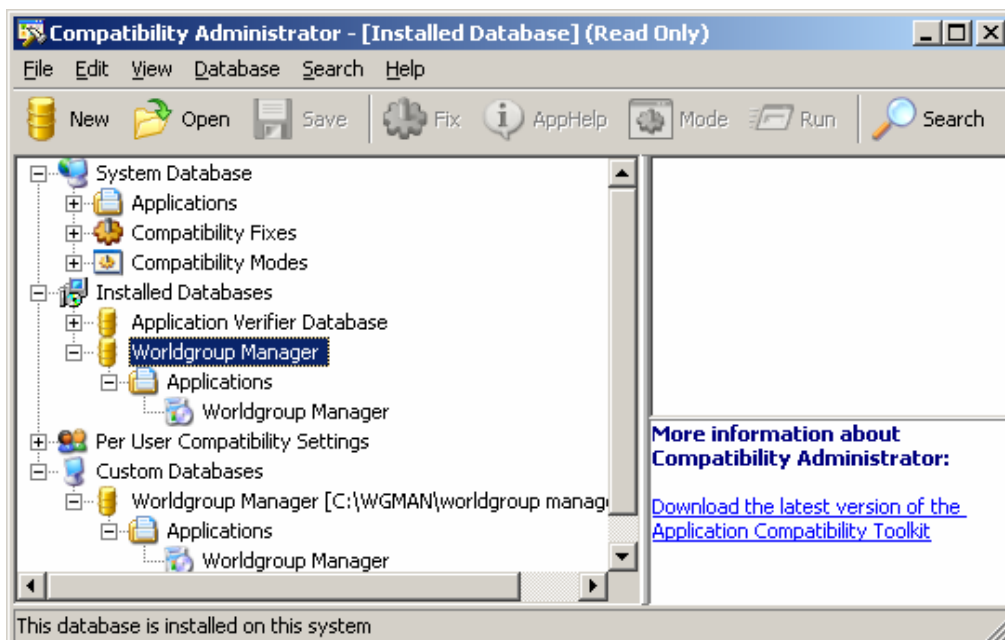 Compatibility Administrator - [Installed Database] (Read Only)
File Edit View Database Search Help
New Open Save Fix AppHelp Mode Run Search
System Database
Applications
Compatibility Fixes
Compatibility Modes
Installed Databases
Application Verifier Database
Worldgroup Manager
Applications
Worldgroup Manager
Per User Compatibility Settings
Custom Databases
Worldgroup Manager [C:\WGMAN\worldgroup manag
Applications
Worldgroup Manager
More information about
Compatibility Administrator:
Download the latest version of the
Application Compatibility Toolkit
This database is installed on this system